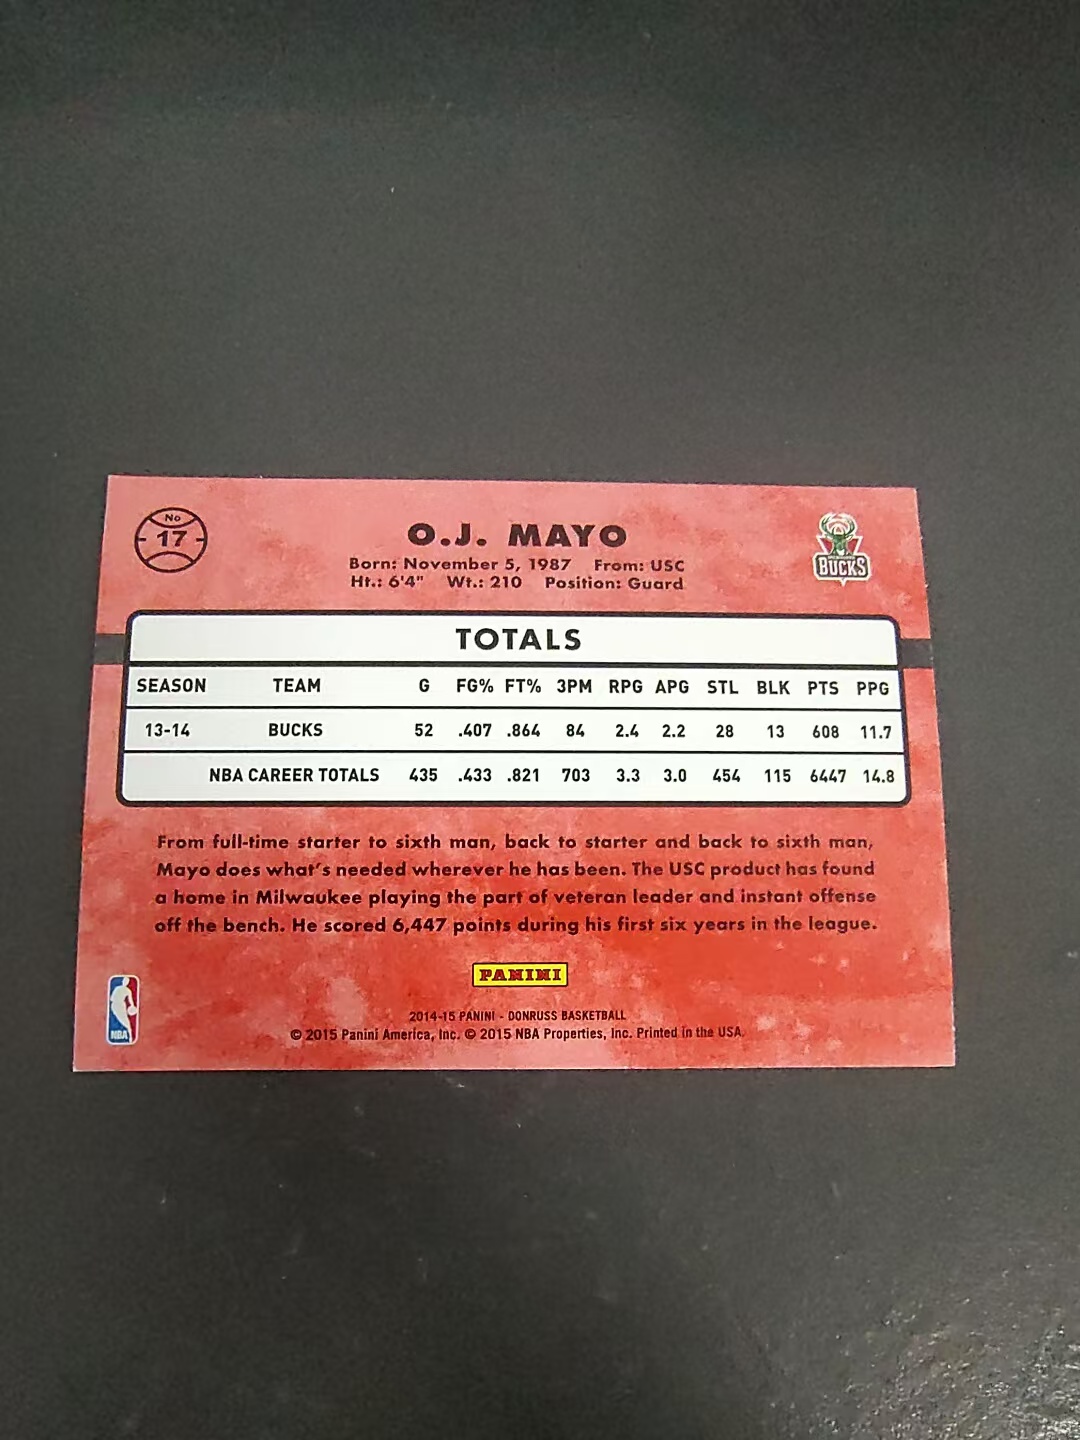 No
17
O.J. MAYO
Born: November 5, 1987 From: USC
Ht.: 6'4" Wt.: 210 Position: Guard
BUCKS
TOTALS
SEASON TEAM G FG% FT% 3PM RPG APG STL BLK PTS PPG
13-14 BUCKS 52 .407 .864 84 2.4 2.2 28 13 608 11.7
NBA CAREER TOTALS 435 .433 .821 703 3.3 3.0 454 115 6447 14.8
From full-time starter to sixth man, back to starter and back to sixth man,
Mayo does what's needed wherever he has been. The USC product has found
a home in Milwaukee playing the part of veteran leader and instant offense
off the bench. He scored 6,447 points during his first six years in the league.
PANINI
NBA
2014-15 PANINI - DONRUSS BASKETBALL
© 2015 Panini America, Inc. © 2015 NBA Properties, Inc. Printed in the USA.